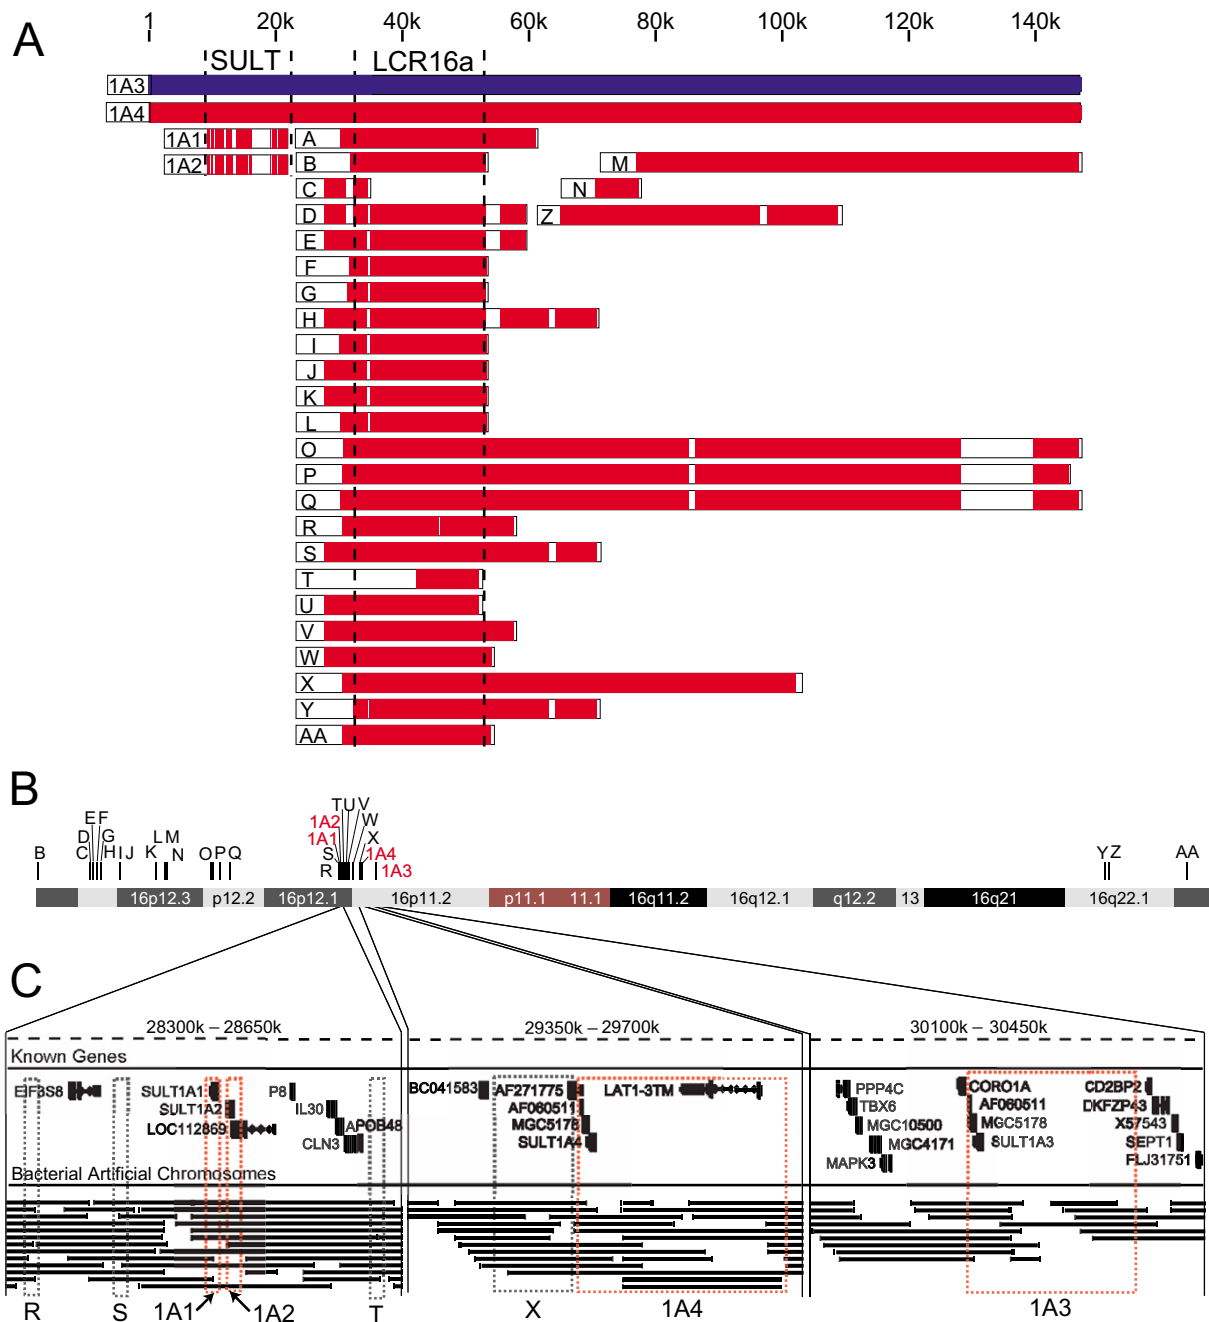 A
1 20k 40k 60k 80k 100k 120k 140k
SULT LCR16a
1A3
1A4
1A1 A
1A2 B M
C N
D Z
E
F
G
H
I
J
K
L
O
P
Q
R
S
T
U
V
W
X
Y
AA
B
T U V
E F 1A2 W
D G L M 1A1 X
B C H I J K N O P Q S 1A4 Y Z AA
R 1A3
16p12.3 p12.2 16p12.1 16p11.2 p11.1 11.1 16q11.2 16q12.1 q12.2 13 16q21 16q22.1
C
28300k – 28650k 29350k – 29700k 30100k – 30450k
Known Genes
EIF3S8 SULT1A1 P8 BC041583 AF271775 LAT1-3TM PPP4C CORO1A CD2BP2
SULT1A2 IL30 AF060511 TBX6 AF060511 DKFZP43
LOC112869 APOB48 MGC5178 MGC10500 MGC5178 X57543
CLN3 SULT1A4 MGC4171 SULT1A3 SEPT1
MAPK3 FLJ31751
Bacterial Artificial Chromosomes
R S 1A1 1A2 T X 1A4 1A3